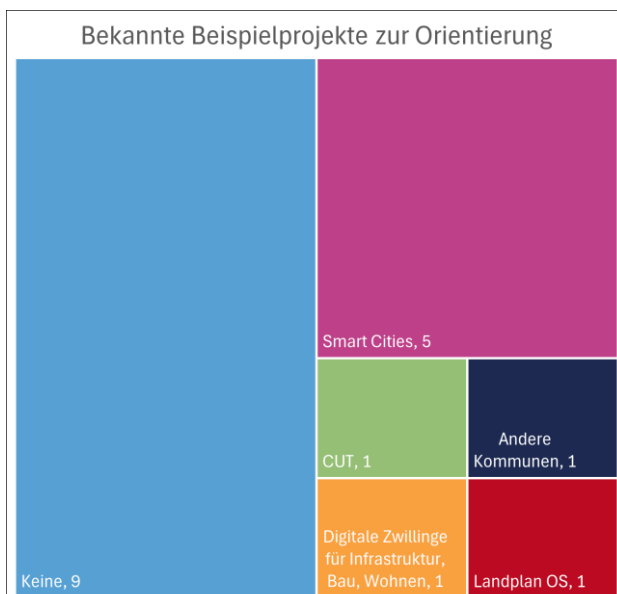 Bekannte Beispielprojekte zur Orientierung
Keine, 9
Smart Cities, 5
CUT, 1
Andere
Kommunen, 1
Digitale Zwillinge
für Infrastruktur,
Bau, Wohnen, 1
Landplan OS, 1